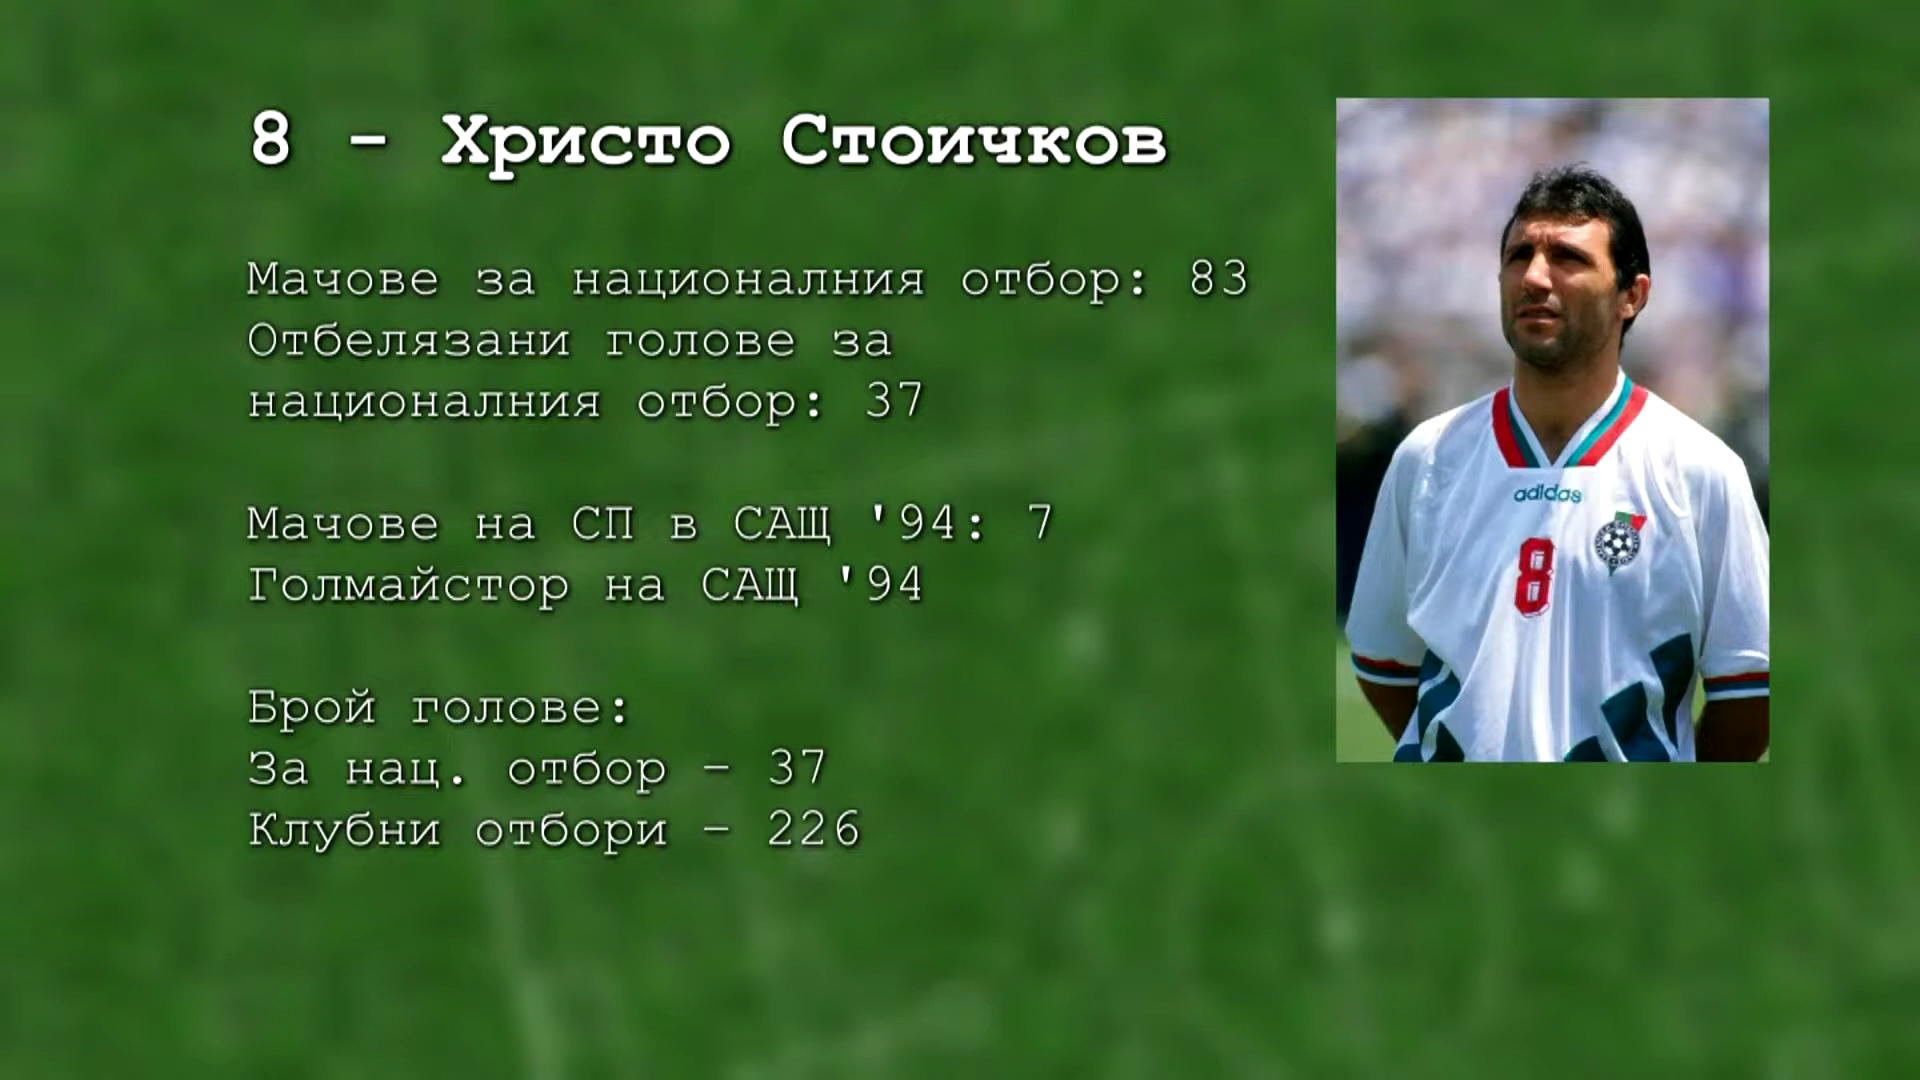 8 - Христо Стоичков
Мачове за националния отбор: 83
Отбелязани голове за
националния отбор: 37
Мачове на СП в САЩ '94: 7
Голмайстор на САЩ '94
Брой голове:
За нац. отбор - 37
Клубни отбори - 226
adidas
8